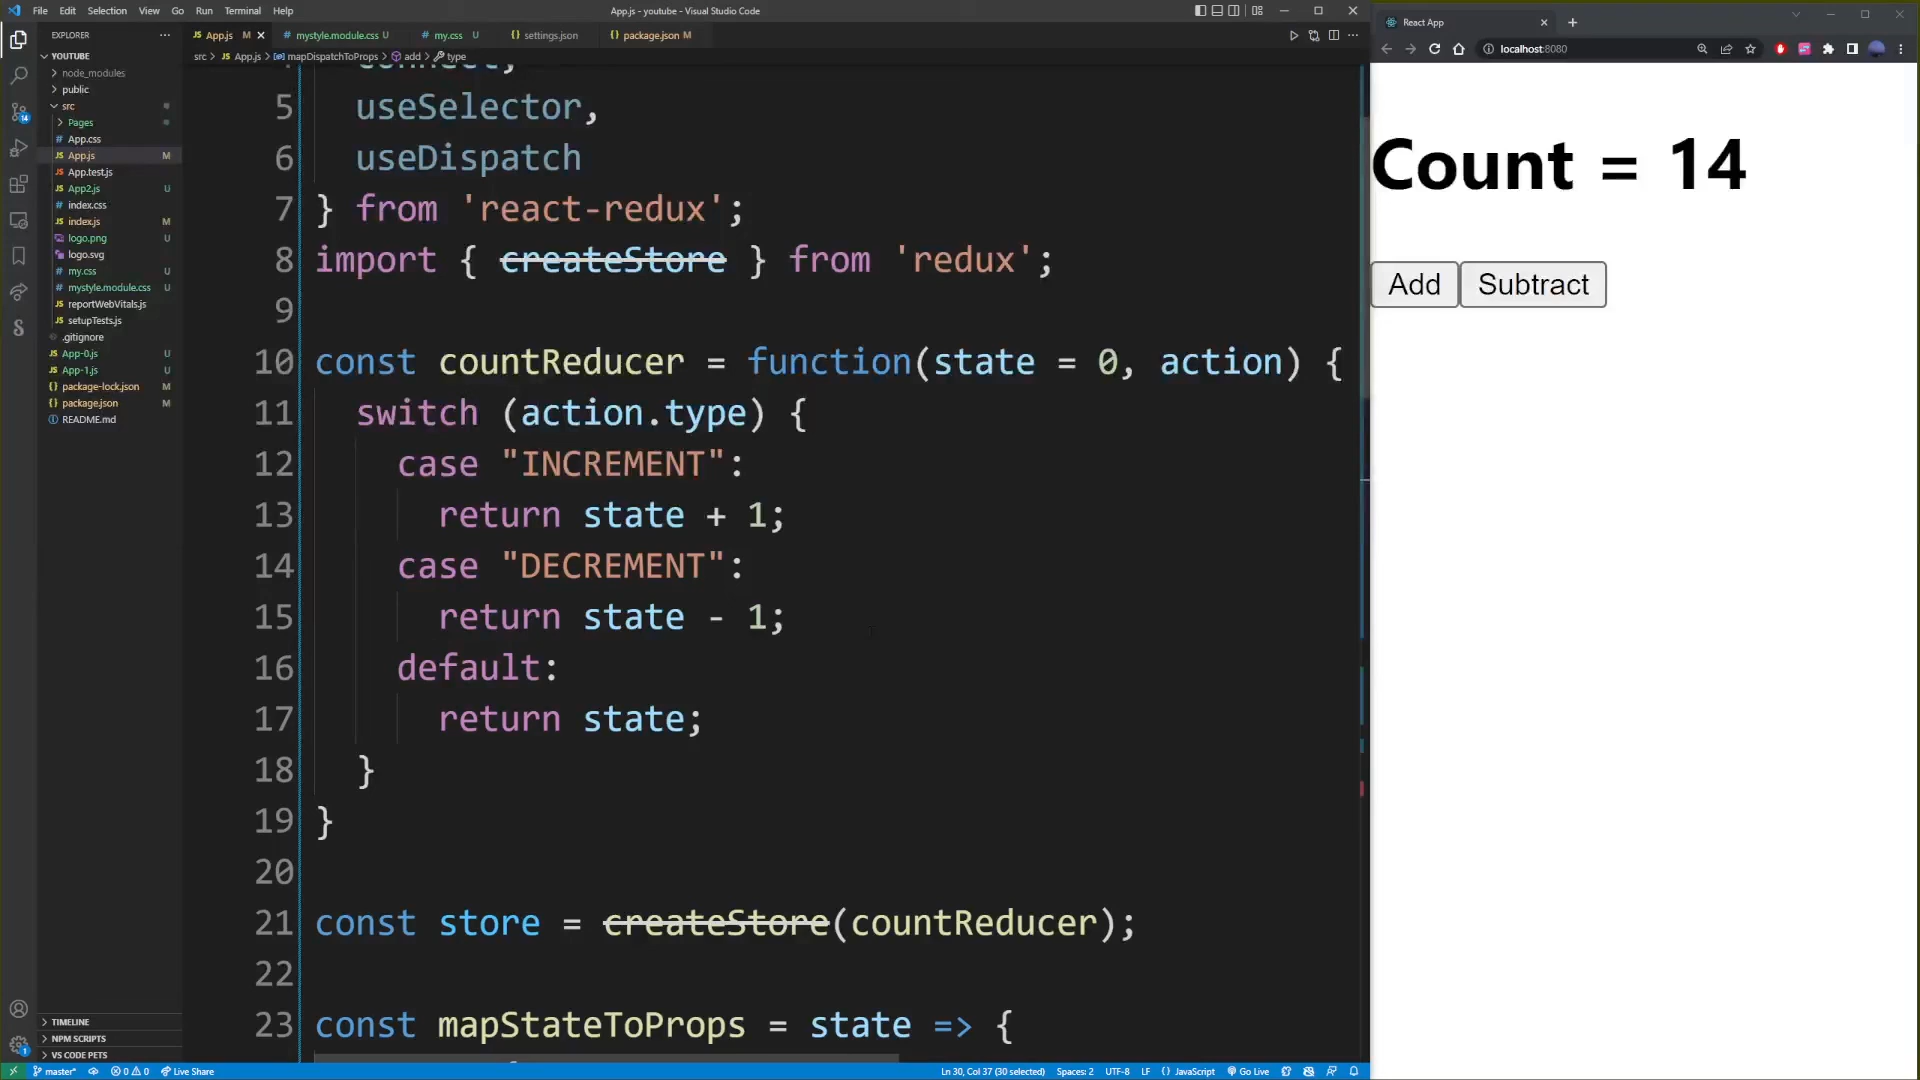 File Edit Selection View Go Run Terminal Help
App.js - youtube - Visual Studio Code
EXPLORER
YOUTUBE
node_modules
public
src
Pages
App.css
App.js M
App.test.js
App2.js U
index.css
index.js M
logo.png U
logo.svg
my.css U
mystyle.module.css U
reportWebVitals.js
setupTests.js
.gitignore
App-0.js U
App-1.js U
package-lock.json M
package.json M
README.md
TIMELINE
NPM SCRIPTS
VS CODE PETS
App.js M
mystyle.module.css U
my.css U
settings.json
package.json M
src > App.js > mapDispatchToProps > add > type
5 useSelector,
6 useDispatch
7 } from 'react-redux';
8 import { createStore } from 'redux';
9
10 const countReducer = function(state = 0, action) {
11 switch (action.type) {
12 case "INCREMENT":
13 return state + 1;
14 case "DECREMENT":
15 return state - 1;
16 default:
17 return state;
18 }
19 }
20
21 const store = createStore(countReducer);
22
23 const mapStateToProps = state => {
master* 0 0 Live Share
Ln 30, Col 37 (30 selected) Spaces: 2 UTF-8 LF {} JavaScript Go Live
React App
localhost:8080
Count = 14
Add Subtract